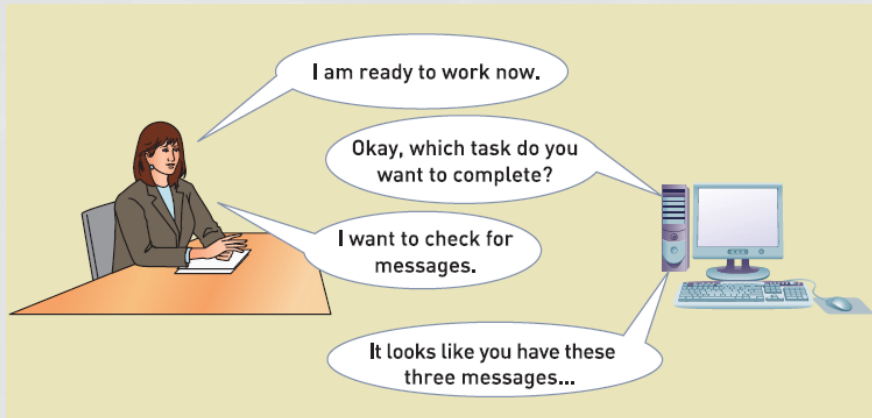 I am ready to work now.
Okay, which task do you
want to complete?
I want to check for
messages.
It looks like you have these
three messages...